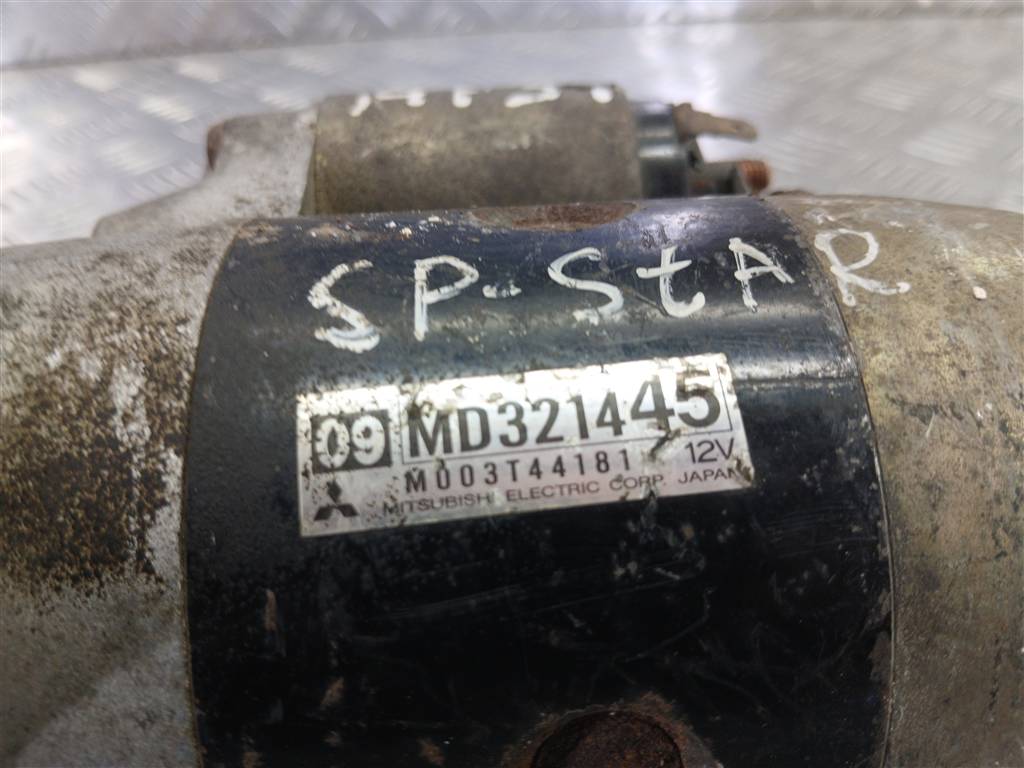 SP-StAR
09 MD321445
M003T44181 12V
MITSUBISHI ELECTRIC CORP. JAPAN